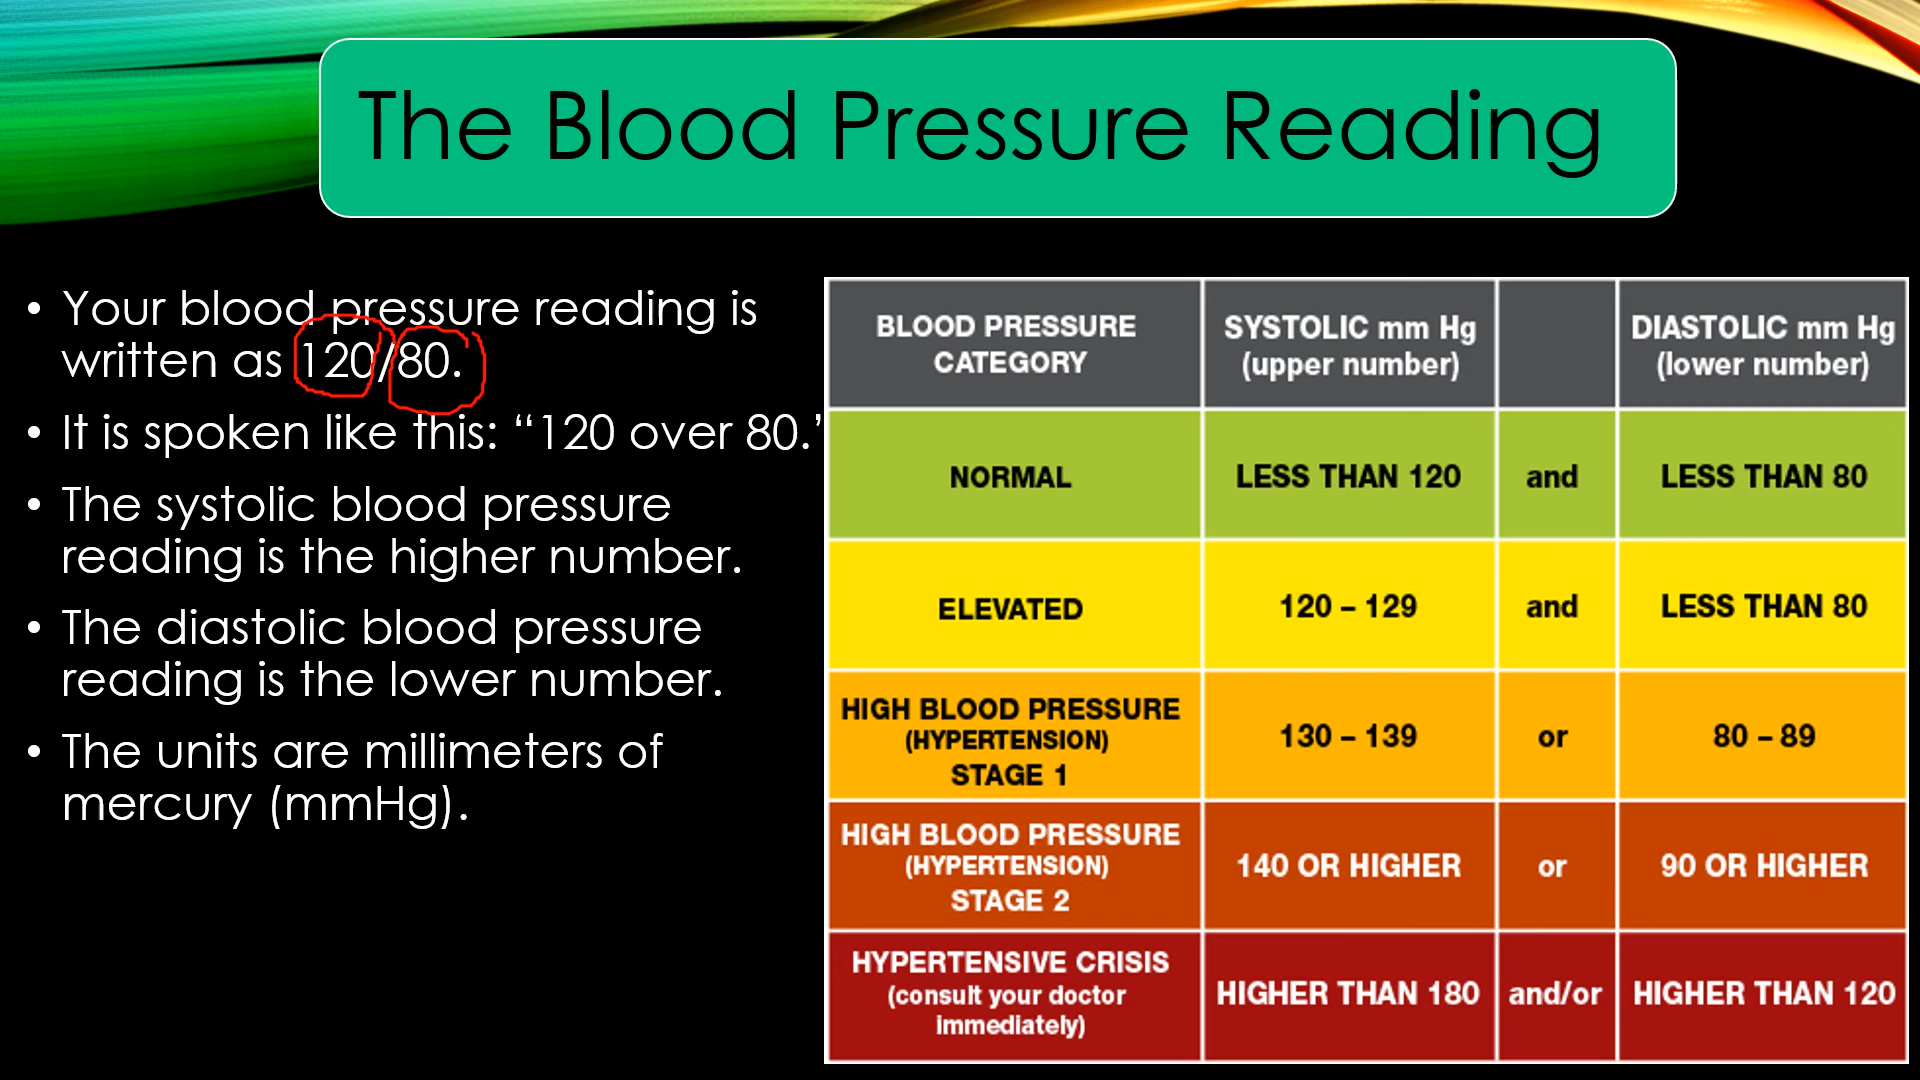 The Blood Pressure Reading
• Your blood pressure reading is
written as 120/80.
• It is spoken like this: “120 over 80.”
• The systolic blood pressure
reading is the higher number.
• The diastolic blood pressure
reading is the lower number.
• The units are millimeters of
mercury (mmHg).
BLOOD PRESSURE
CATEGORY
SYSTOLIC mm Hg
(upper number)
DIASTOLIC mm Hg
(lower number)
NORMAL
LESS THAN 120
and
LESS THAN 80
ELEVATED
120 – 129
and
LESS THAN 80
HIGH BLOOD PRESSURE
(HYPERTENSION)
STAGE 1
130 – 139
or
80 – 89
HIGH BLOOD PRESSURE
(HYPERTENSION)
STAGE 2
140 OR HIGHER
or
90 OR HIGHER
HYPERTENSIVE CRISIS
(consult your doctor
immediately)
HIGHER THAN 180
and/or
HIGHER THAN 120